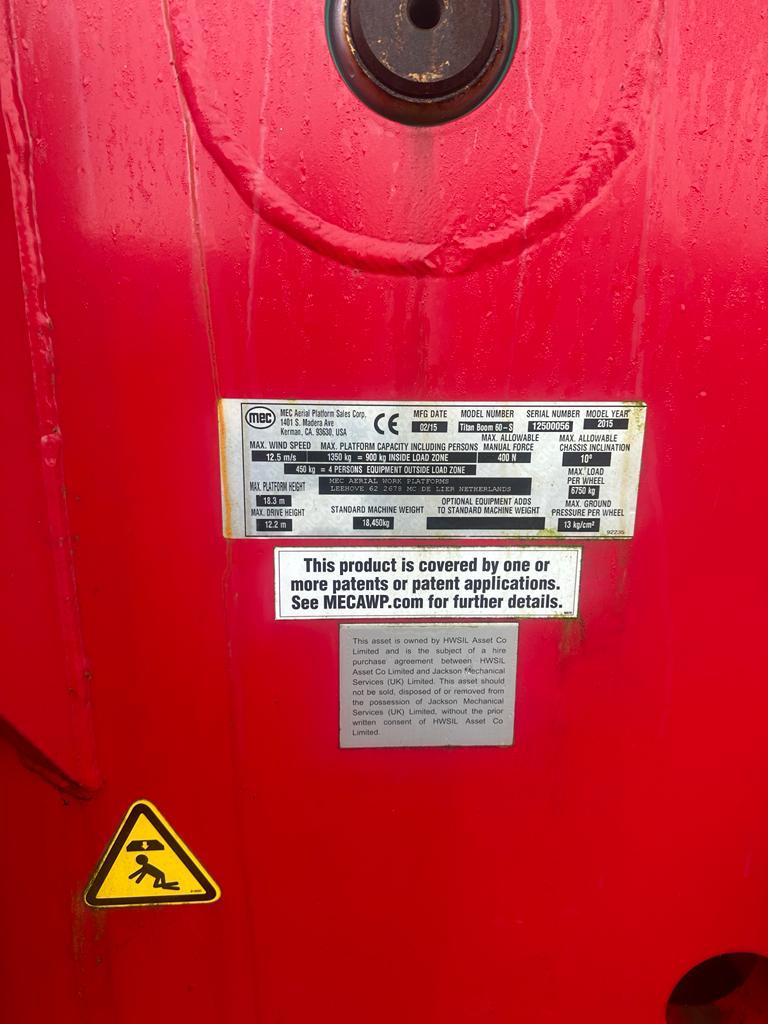 mec
MEC Aerial Platform Sales Corp.
1401 S. Madera Ave
Kerman, CA. 93630, USA
CE
MFG DATE
02/15
MODEL NUMBER
Titan Boom 60-S
SERIAL NUMBER
12500056
MODEL YEAR
2015
MAX. WIND SPEED
12.5 m/s
MAX. PLATFORM CAPACITY INCLUDING PERSONS
1350 kg = 900 kg INSIDE LOAD ZONE
450 kg = 4 PERSONS EQUIPMENT OUTSIDE LOAD ZONE
MAX. ALLOWABLE
MANUAL FORCE
400 N
MAX. ALLOWABLE
CHASSIS INCLINATION
10°
MAX. PLATFORM HEIGHT
18.3 m
MEC AERIAL WORK PLATFORMS
LEEHOVE 62 2678 MC DE LIER NETHERLANDS
MAX. LOAD
PER WHEEL
6750 kg
MAX. DRIVE HEIGHT
12.2 m
STANDARD MACHINE WEIGHT
18,450kg
OPTIONAL EQUIPMENT ADDS
TO STANDARD MACHINE WEIGHT
MAX. GROUND
PRESSURE PER WHEEL
13 kg/cm²
92235
This product is covered by one or
more patents or patent applications.
See MECAWP.com for further details.
This asset is owned by HWSIL Asset Co
Limited and is the subject of a hire
purchase agreement between HWSIL
Asset Co Limited and Jackson Mechanical
Services (UK) Limited. This asset should
not be sold, disposed of or removed from
the possession of Jackson Mechanical
Services (UK) Limited, without the prior
written consent of HWSIL Asset Co
Limited.